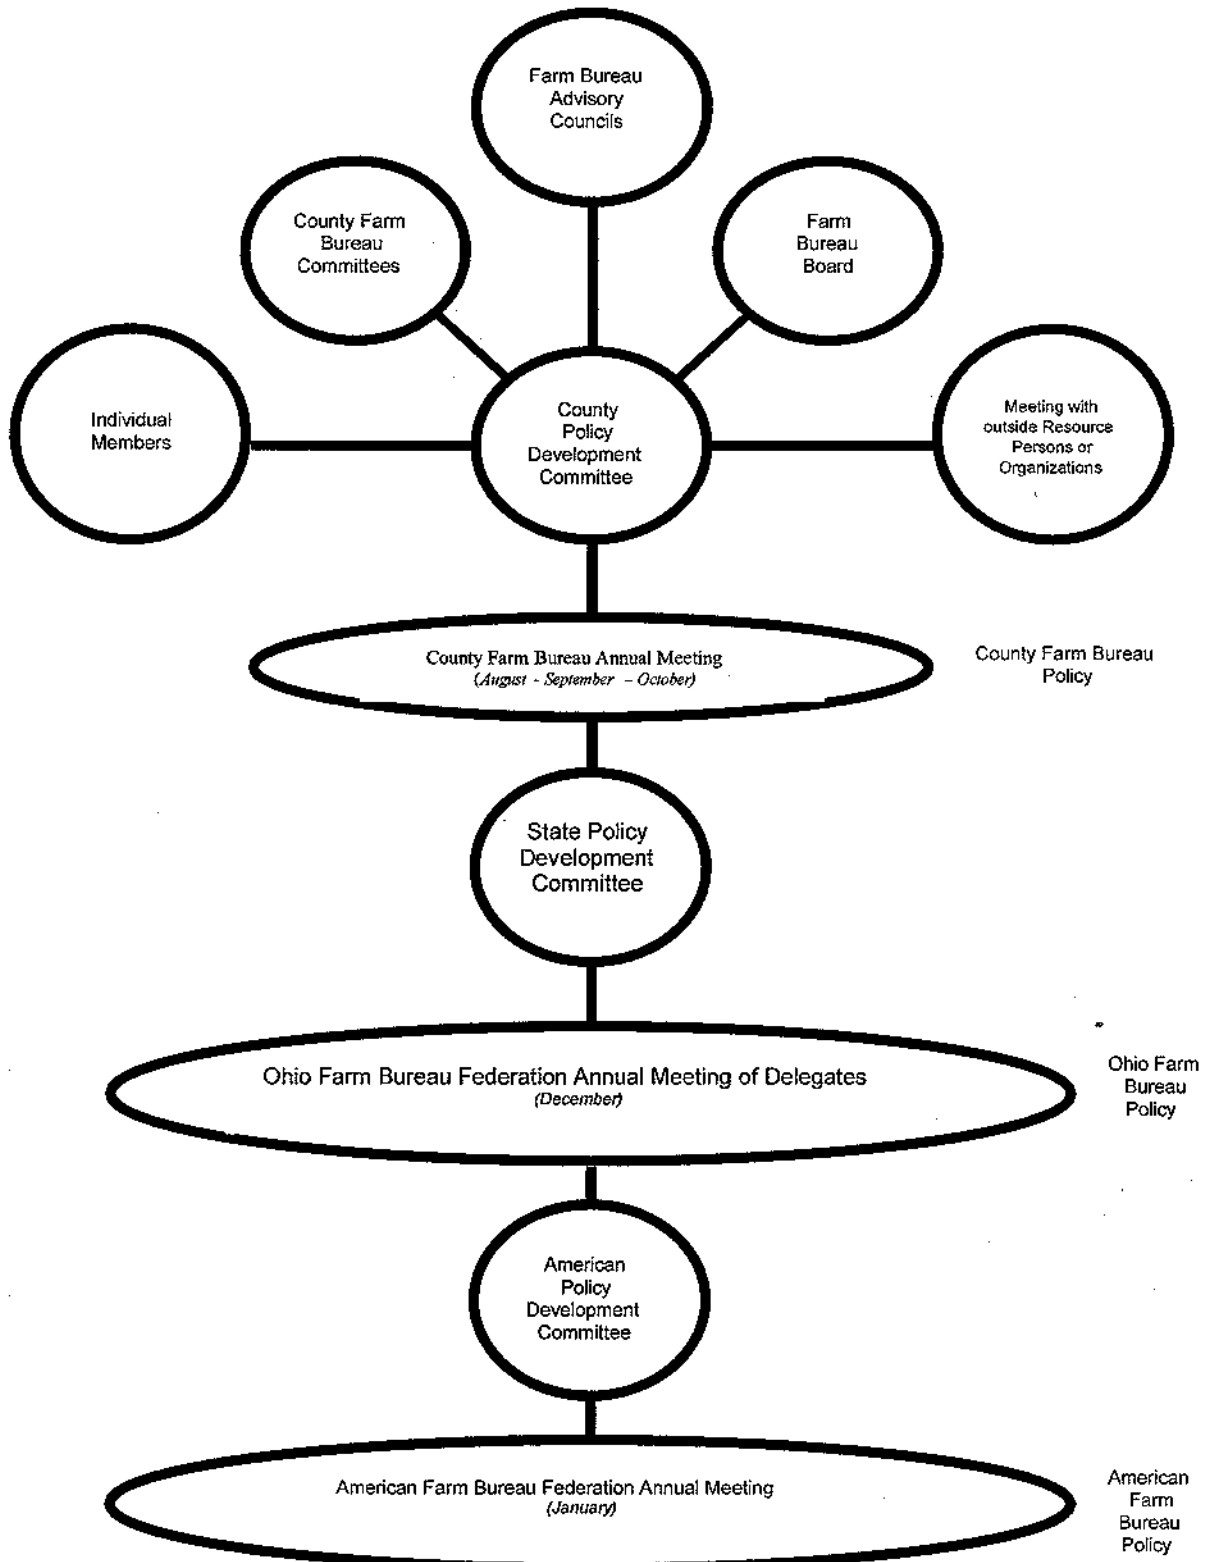 Farm Bureau
Advisory
Councils
County Farm
Bureau
Committees
Farm
Bureau
Board
Individual
Members
County
Policy
Development
Committee
Meeting with
outside Resource
Persons or
Organizations
County Farm Bureau Annual Meeting
(August - September – October)
County Farm Bureau
Policy
State Policy
Development
Committee
Ohio Farm Bureau Federation Annual Meeting of Delegates
(December)
Ohio Farm
Bureau
Policy
American
Policy
Development
Committee
American Farm Bureau Federation Annual Meeting
(January)
American
Farm
Bureau
Policy